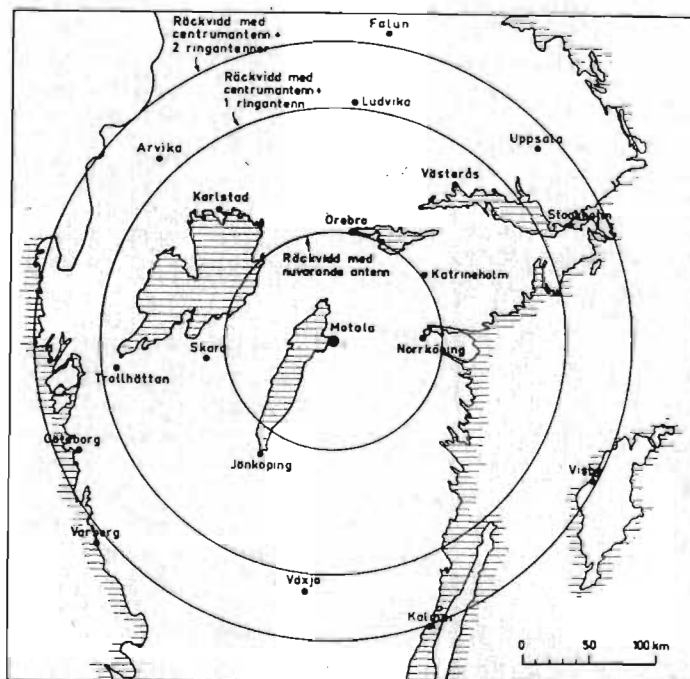 Räckvidd med
centrumantenn +
2 ringantenner
Falun
Räckvidd med
centrumantenn +
1 ringantenn
Ludvika
Arvika
Uppsala
Västerås
Karlstad
Örebro
Stockholm
Räckvidd med
nuvarande antenn
Katrineholm
Motala
Skara
Norrköping
Trollhättan
Göteborg
Jönköping
Visby
Varberg
Växjö
Kalmar
0
50
100 km